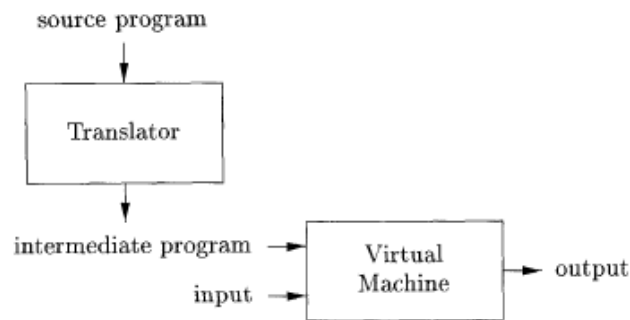 source program
Translator
intermediate program
input
Virtual
Machine
output